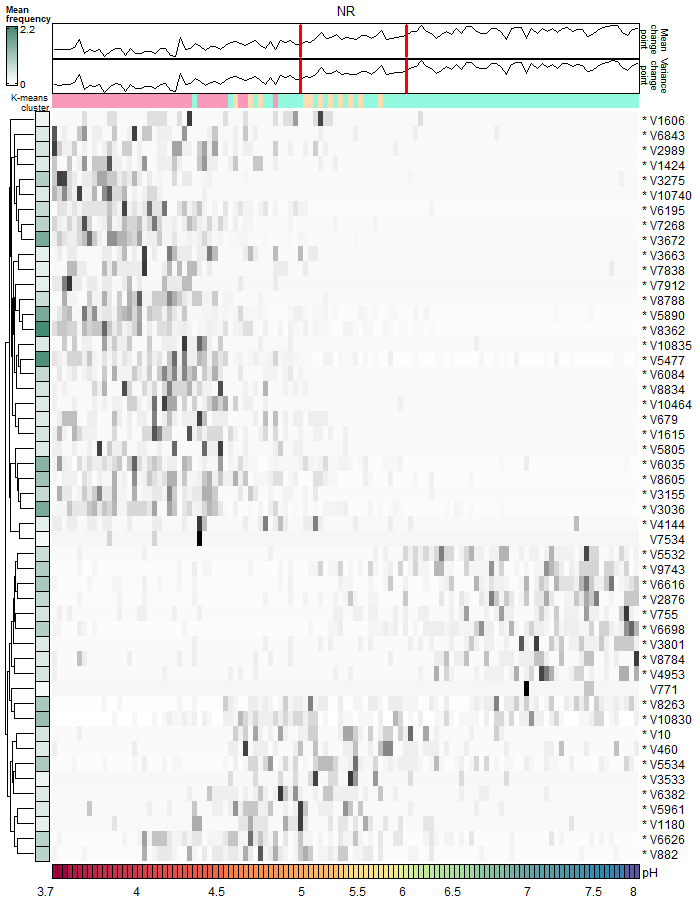 NR
Mean
frequency
2.2
0
Mean
change
point
Variance
change
point
K-means
cluster
* V1606
* V6843
* V2989
* V1424
* V3275
* V10740
* V6195
* V7268
* V3672
* V3663
* V7838
* V7912
* V8788
* V5890
* V8362
* V10835
* V5477
* V6084
* V8834
* V10464
* V679
* V1615
* V5805
* V6035
* V8605
* V3155
* V3036
* V4144
V7534
* V5532
* V9743
* V6616
* V2876
* V755
* V6698
* V3801
* V8784
* V4953
V771
* V8263
* V10830
* V10
* V460
* V5534
* V3533
* V6382
* V5961
* V1180
* V6626
* V882
pH
3.7 4 4.5 5 5.5 6 6.5 7 7.5 8